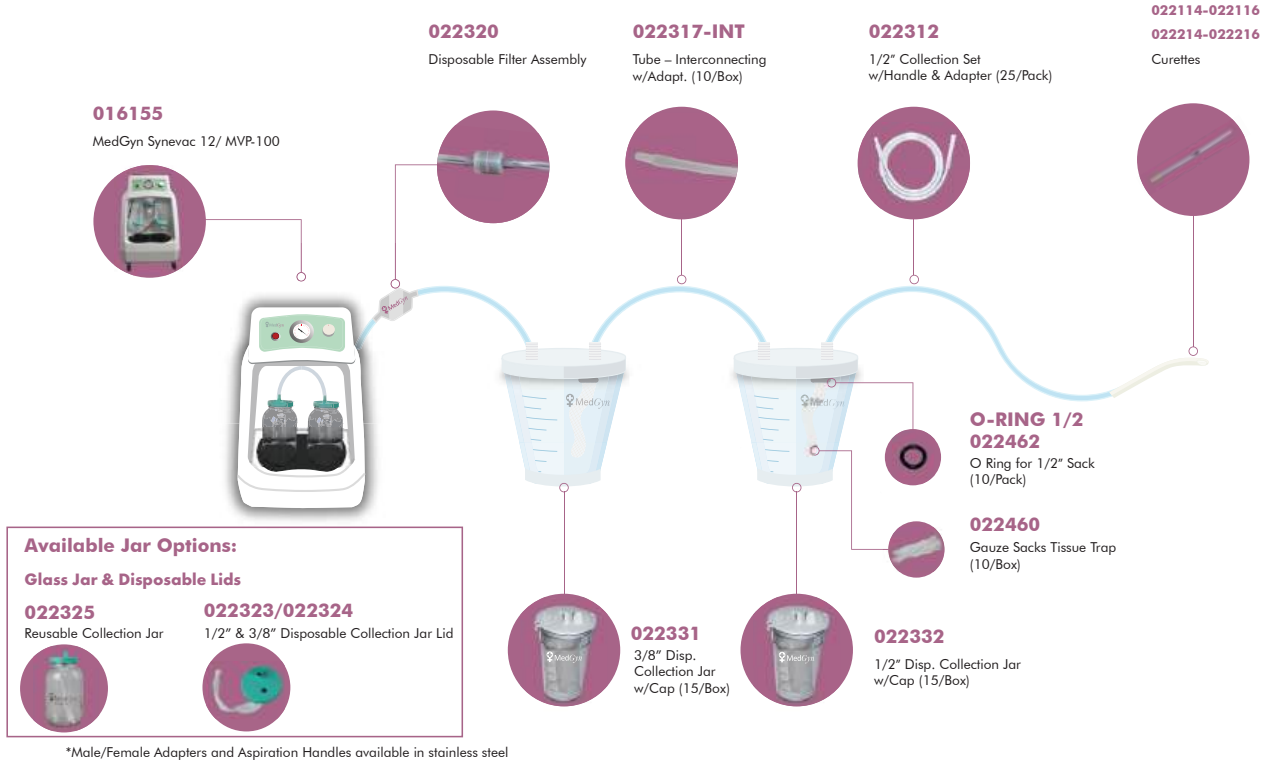 022114-022116
022214-022216
Curettes
022320
Disposable Filter Assembly
022317-INT
Tube – Interconnecting
w/Adapt. (10/Box)
022312
1/2” Collection Set
w/Handle & Adapter (25/Pack)
016155
MedGyn Synevac 12/ MVP-100
MedGyn
MedGyn
MedGyn
O-RING 1/2
022462
O Ring for 1/2” Sack
(10/Pack)
022460
Gauze Sacks Tissue Trap
(10/Box)
Available Jar Options:
Glass Jar & Disposable Lids
022325
Reusable Collection Jar
022323/022324
1/2” & 3/8” Disposable Collection Jar Lid
MedGyn
022331
3/8” Disp.
Collection Jar
w/Cap (15/Box)
MedGyn
022332
1/2” Disp. Collection Jar
w/Cap (15/Box)
*Male/Female Adapters and Aspiration Handles available in stainless steel